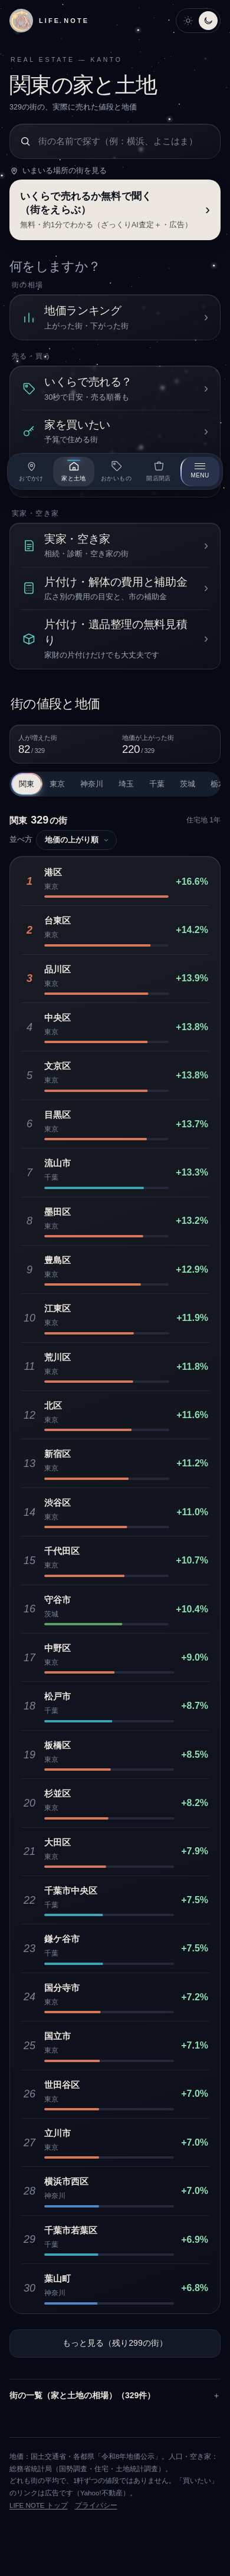 LIFE.NOTE
REAL ESTATE — KANTO
関東の家と土地
329の街の、実際に売れた値段と地価
街の名前で探す（例：横浜、よこはま）
いまいる場所の街を見る
いくらで売れるか無料で聞く
（街をえらぶ）
無料・約1分でわかる（ざっくりAI査定＋・広告）
何をしますか？
街の相場
地価ランキング
上がった街・下がった街
売る・買う
いくらで売れる？
30秒で目安・売る順番も
家を買いたい
予算で住める街
おでかけ
家と土地
おかいもの
開店閉店
MENU
実家・空き家
実家・空き家
相続・診断・空き家の街
片付け・解体の費用と補助金
広さ別の費用の目安と、市の補助金
片付け・遺品整理の無料見積
り
家財の片付けだけでも大丈夫です
街の値段と地価
人が増えた街
82 / 329
地価が上がった街
220 / 329
関東 東京 神奈川 埼玉 千葉 茨城
関東 329の街
住宅地 1年
並べ方 地価の上がり順
1 港区 +16.6%
東京
2 台東区 +14.2%
東京
3 品川区 +13.9%
東京
4 中央区 +13.8%
東京
5 文京区 +13.8%
東京
6 目黒区 +13.7%
東京
7 流山市 +13.3%
千葉
8 墨田区 +13.2%
東京
9 豊島区 +12.9%
東京
10 江東区 +11.9%
東京
11 荒川区 +11.8%
東京
12 北区 +11.6%
東京
13 新宿区 +11.2%
東京
14 渋谷区 +11.0%
東京
15 千代田区 +10.7%
東京
16 守谷市 +10.4%
茨城
17 中野区 +9.0%
東京
18 松戸市 +8.7%
千葉
19 板橋区 +8.5%
東京
20 杉並区 +8.2%
東京
21 大田区 +7.9%
東京
22 千葉市中央区 +7.5%
千葉
23 鎌ケ谷市 +7.5%
千葉
24 国分寺市 +7.2%
東京
25 国立市 +7.1%
東京
26 世田谷区 +7.0%
東京
27 立川市 +7.0%
東京
28 横浜市西区 +7.0%
神奈川
29 千葉市若葉区 +6.9%
千葉
30 葉山町 +6.8%
神奈川
もっと見る（残り299の街）
街の一覧（家と土地の相場）（329件） +
地価：国土交通省・各都県「令和8年地価公示」。人口・空き家：
総務省統計局（国勢調査・住宅・土地統計調査）。
どれも街の平均で、1軒ずつの値段ではありません。「買いたい」
のリンクは広告です（Yahoo!不動産）。
LIFE NOTE トップ プライバシー